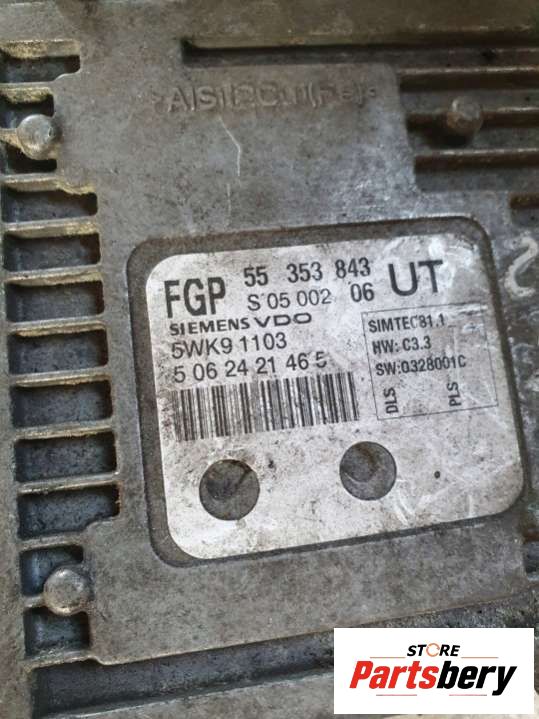 FGP 55 353 843 UT
S 05 002 06
SIEMENS VDO
5WK9 1103
5 06 24 21 46 5
SIMTEC81.1
HW: C3.3
SW:0328001C
DLS PLS
STORE
Partsbery